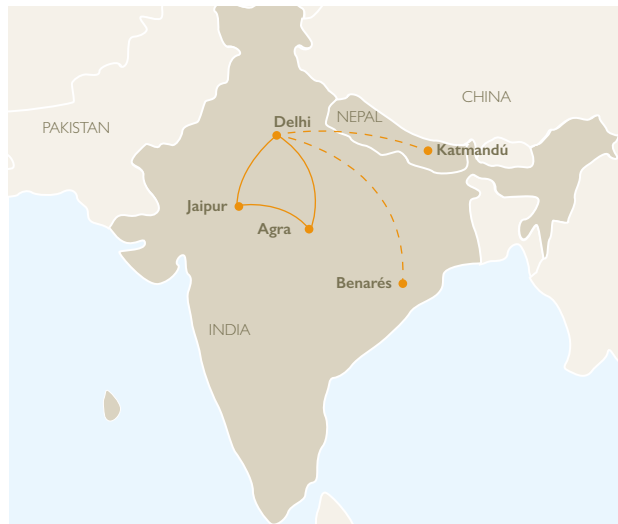 CHINA
NEPAL
Delhi
PAKISTAN
Katmandú
Jaipur
Agra
Benarés
INDIA